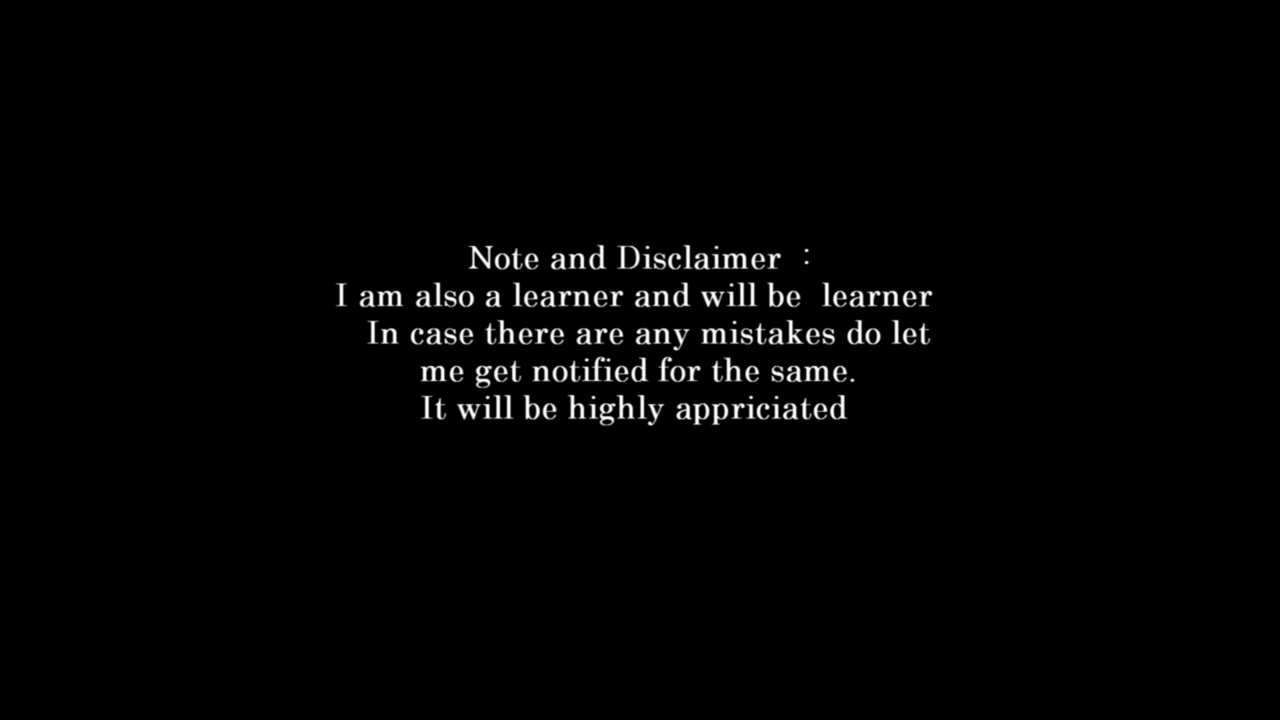 Note and Disclaimer :
I am also a learner and will be learner
In case there are any mistakes do let
me get notified for the same.
It will be highly appriciated